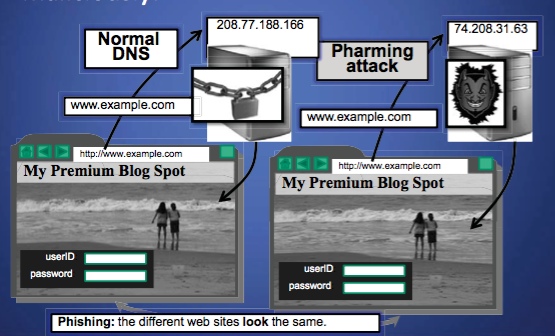 208.77.188.166
Normal
DNS
www.example.com
http://www.example.com
My Premium Blog Spot
userID
password
74.208.31.63
Pharming
attack
www.example.com
http://www.example.com
My Premium Blog Spot
userID
password
Phishing: the different web sites look the same.